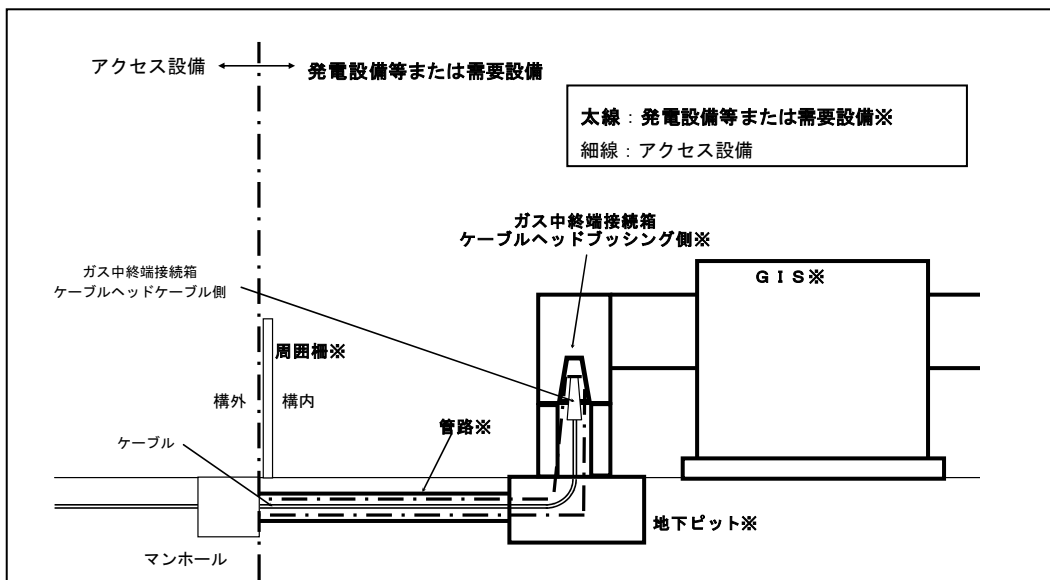 アクセス設備
発電設備等または需要設備
太線：発電設備等または需要設備※
細線：アクセス設備
ガス中終端接続箱
ケーブルヘッドブッシング側※
ガス中終端接続箱
ケーブルヘッドケーブル側
ＧＩＳ※
周囲柵※
構外
構内
管路※
ケーブル
地下ピット※
マンホール